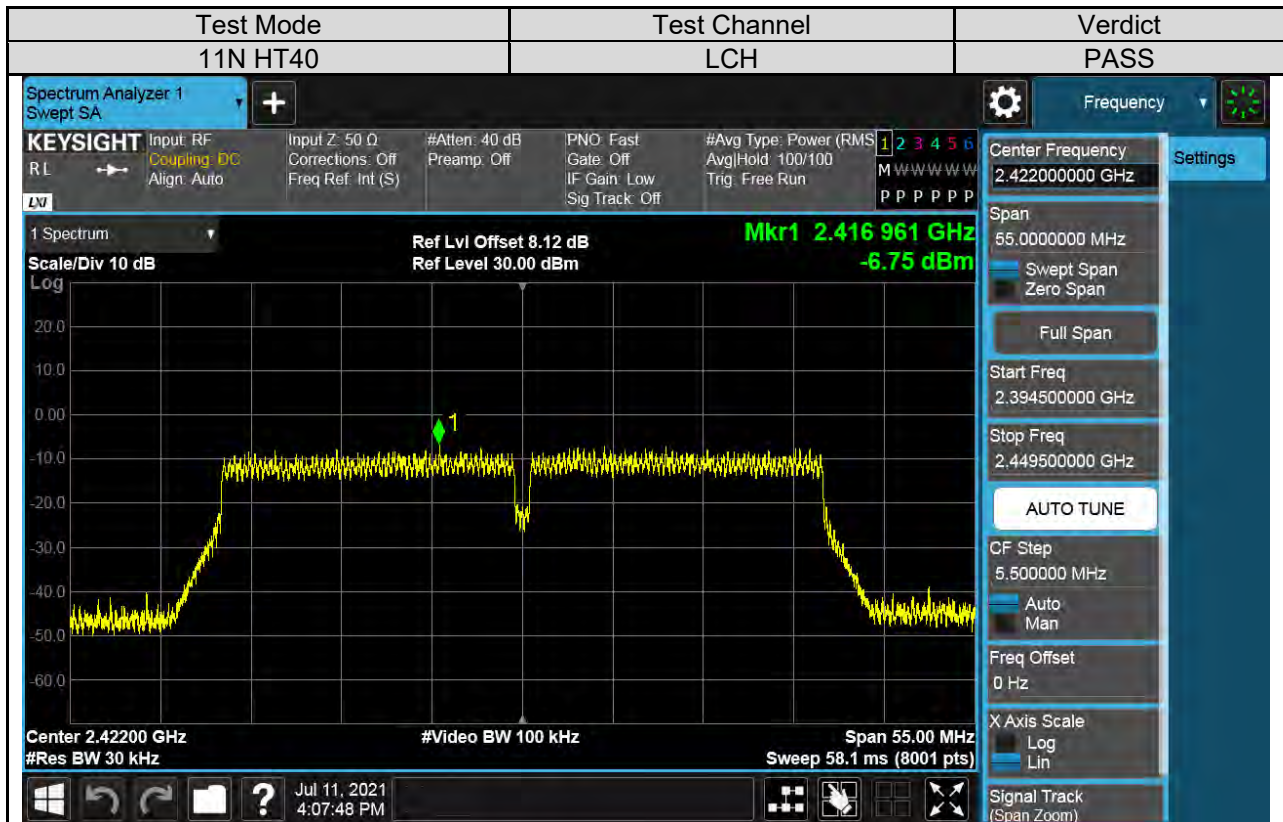 Test Mode Test Channel Verdict
11N HT40 LCH PASS
Spectrum Analyzer 1
Swept SA
+
Frequency
KEYSIGHT
RL
LXI
Input: RF
Coupling: DC
Align: Auto
Input Z: 50 Ω
Corrections: Off
Freq Ref: Int (S)
#Atten: 40 dB
Preamp: Off
PNO: Fast
Gate: Off
IF Gain: Low
Sig Track: Off
#Avg Type: Power (RMS
Avg|Hold: 100/100
Trig: Free Run
1 2 3 4 5 6
M W W W W W
P P P P P P
1 Spectrum
Scale/Div 10 dB
Log
Ref Lvl Offset 8.12 dB
Ref Level 30.00 dBm
Mkr1 2.416 961 GHz
-6.75 dBm
20.0
10.0
0.00
-10.0
-20.0
-30.0
-40.0
-50.0
-60.0
1
Center 2.42200 GHz
#Res BW 30 kHz
#Video BW 100 kHz
Span 55.00 MHz
Sweep 58.1 ms (8001 pts)
Center Frequency
2.422000000 GHz
Settings
Span
55.0000000 MHz
Swept Span
Zero Span
Full Span
Start Freq
2.394500000 GHz
Stop Freq
2.449500000 GHz
AUTO TUNE
CF Step
5.500000 MHz
Auto
Man
Freq Offset
0 Hz
X Axis Scale
Log
Lin
Signal Track
(Span Zoom)
?
Jul 11, 2021
4:07:48 PM